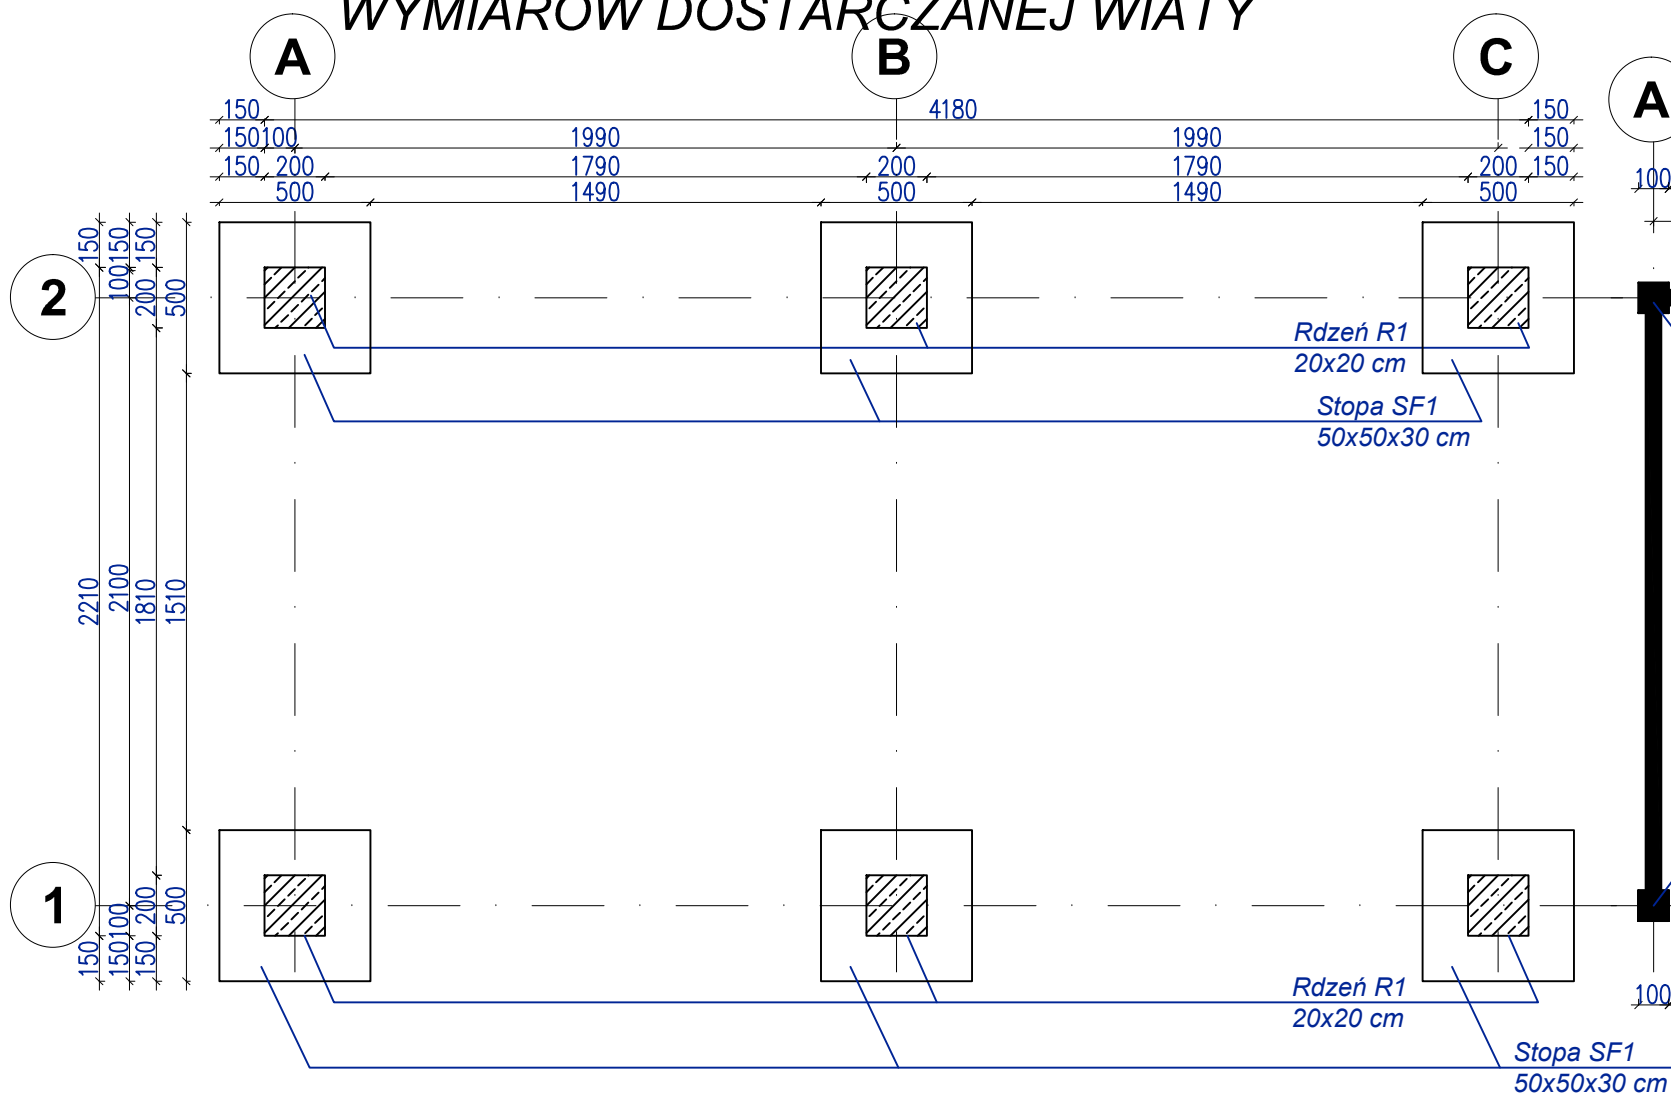 WYMIARÓW DOSTARCZANEJ WIATY
A B C A
150 4180 150
150 100 1990 1990 150
150 200 1790 200 1790 200 150
500 1490 500 1490 500
100
2
150 2210 150
150 100 2100 100 150
150 200 1810 200 150
500 1510 500
Rdzeń R1
20x20 cm
Stopa SF1
50x50x30 cm
1
Rdzeń R1
20x20 cm
100
Stopa SF1
50x50x30 cm